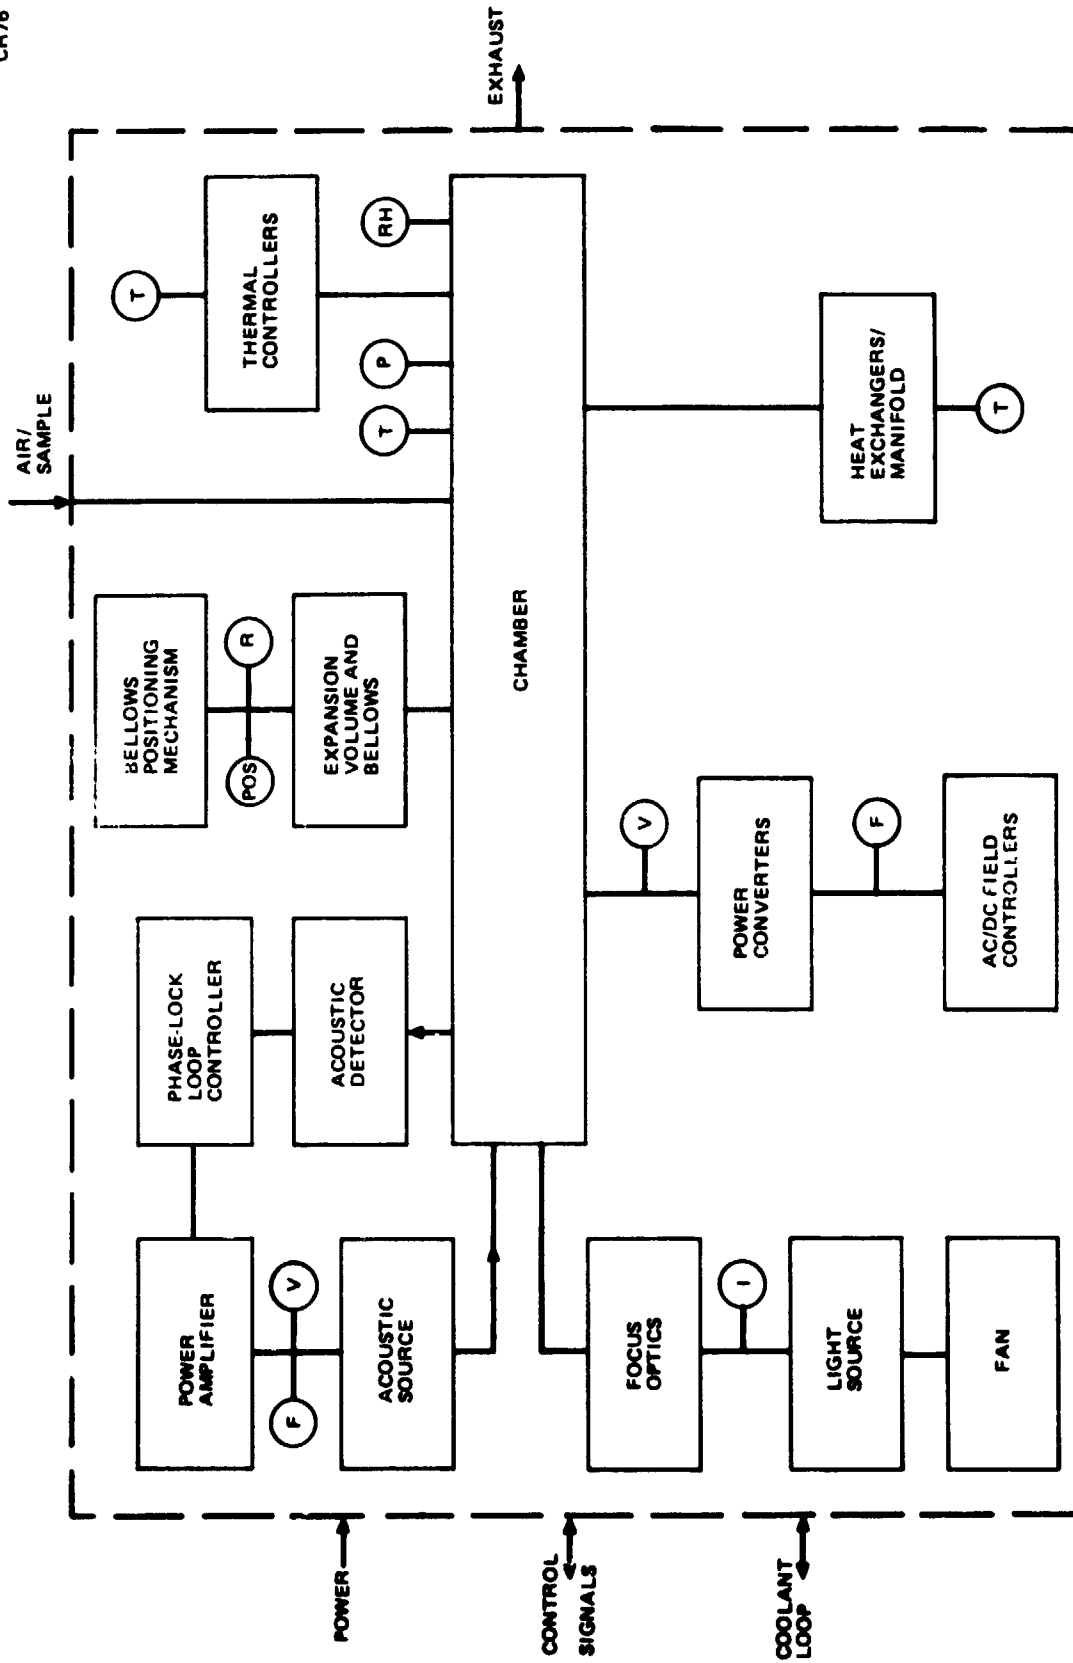 CR76
AIR/
SAMPLE
EXHAUST
POWER
CONTROL
SIGNALS
COOLANT
LOOP
POWER
AMPLIFIER
F
V
ACOUSTIC
SOURCE
PHASE-LOCK
LOOP
CONTROLLER
ACOUSTIC
DETECTOR
BELLOWS
POSITIONING
MECHANISM
POS
R
EXPANSION
VOLUME AND
BELLOWS
T
THERMAL
CONTROLLERS
T
P
RH
CHAMBER
FOCUS
OPTICS
I
LIGHT
SOURCE
FAN
V
POWER
CONVERTERS
F
AC/DC FIELD
CONTROLLERS
HEAT
EXCHANGERS/
MANIFOLD
T